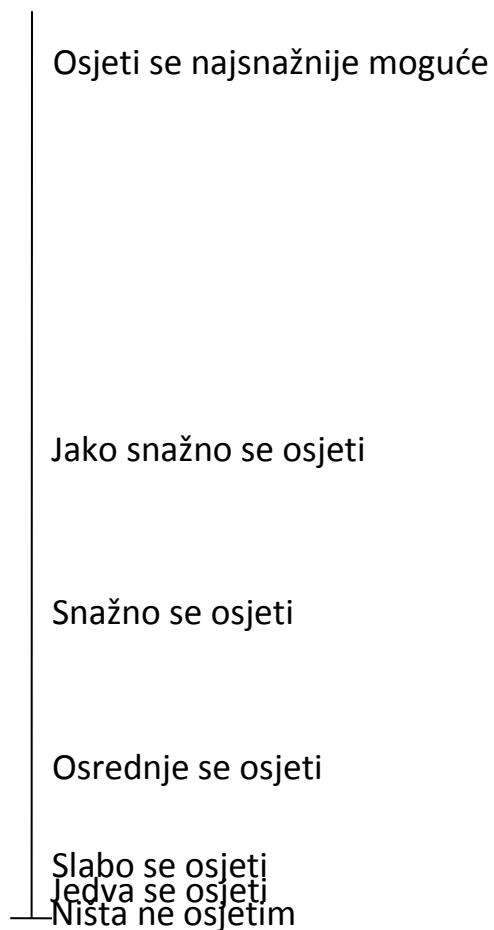 Osjeti se najsnažnije moguće
Jako snažno se osjeti
Snažno se osjeti
Osrednje se osjeti
Slabo se osjeti
Jedva se osjeti
Ništa ne osjetim